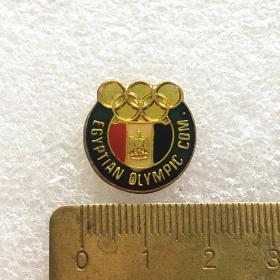 EGYPTIAN OLYMPIC COM.
0 1 2 3